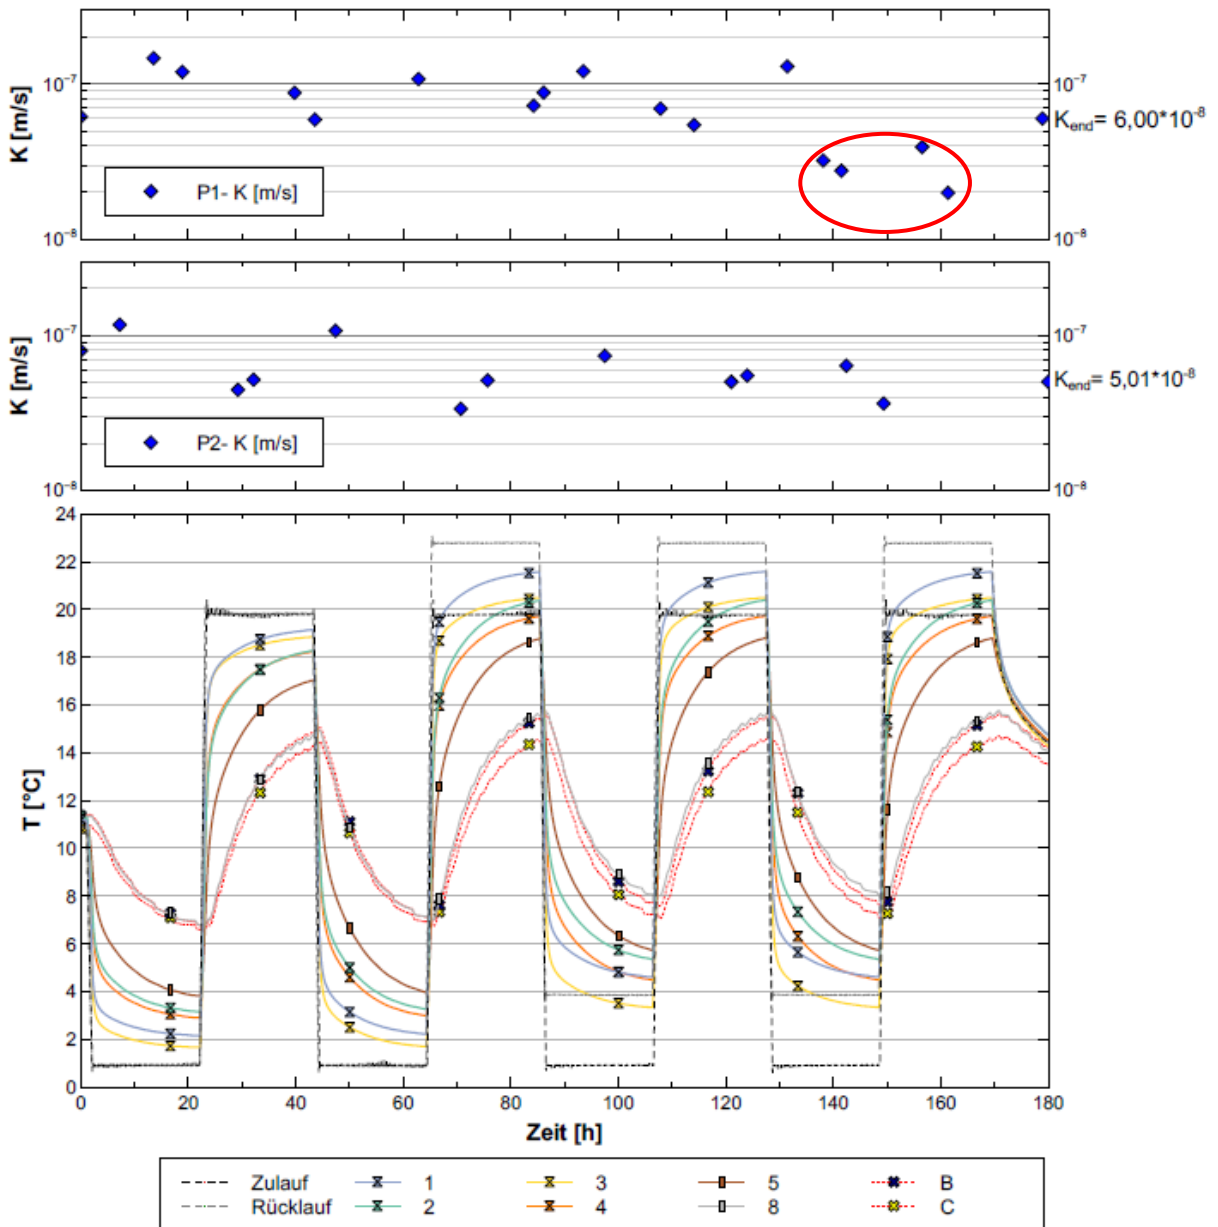 10⁻⁷
10⁻⁷
K [m/s]
Kend= 6,00*10⁻⁸
P1- K [m/s]
10⁻⁸
10⁻⁸
10⁻⁷
10⁻⁷
K [m/s]
Kend= 5,01*10⁻⁸
P2- K [m/s]
10⁻⁸
10⁻⁸
24
22
20
18
16
14
12
10
8
6
4
2
0
T [°C]
0 20 40 60 80 100 120 140 160 180
Zeit [h]
Zulauf 1 3 5 B
Rücklauf 2 4 8 C